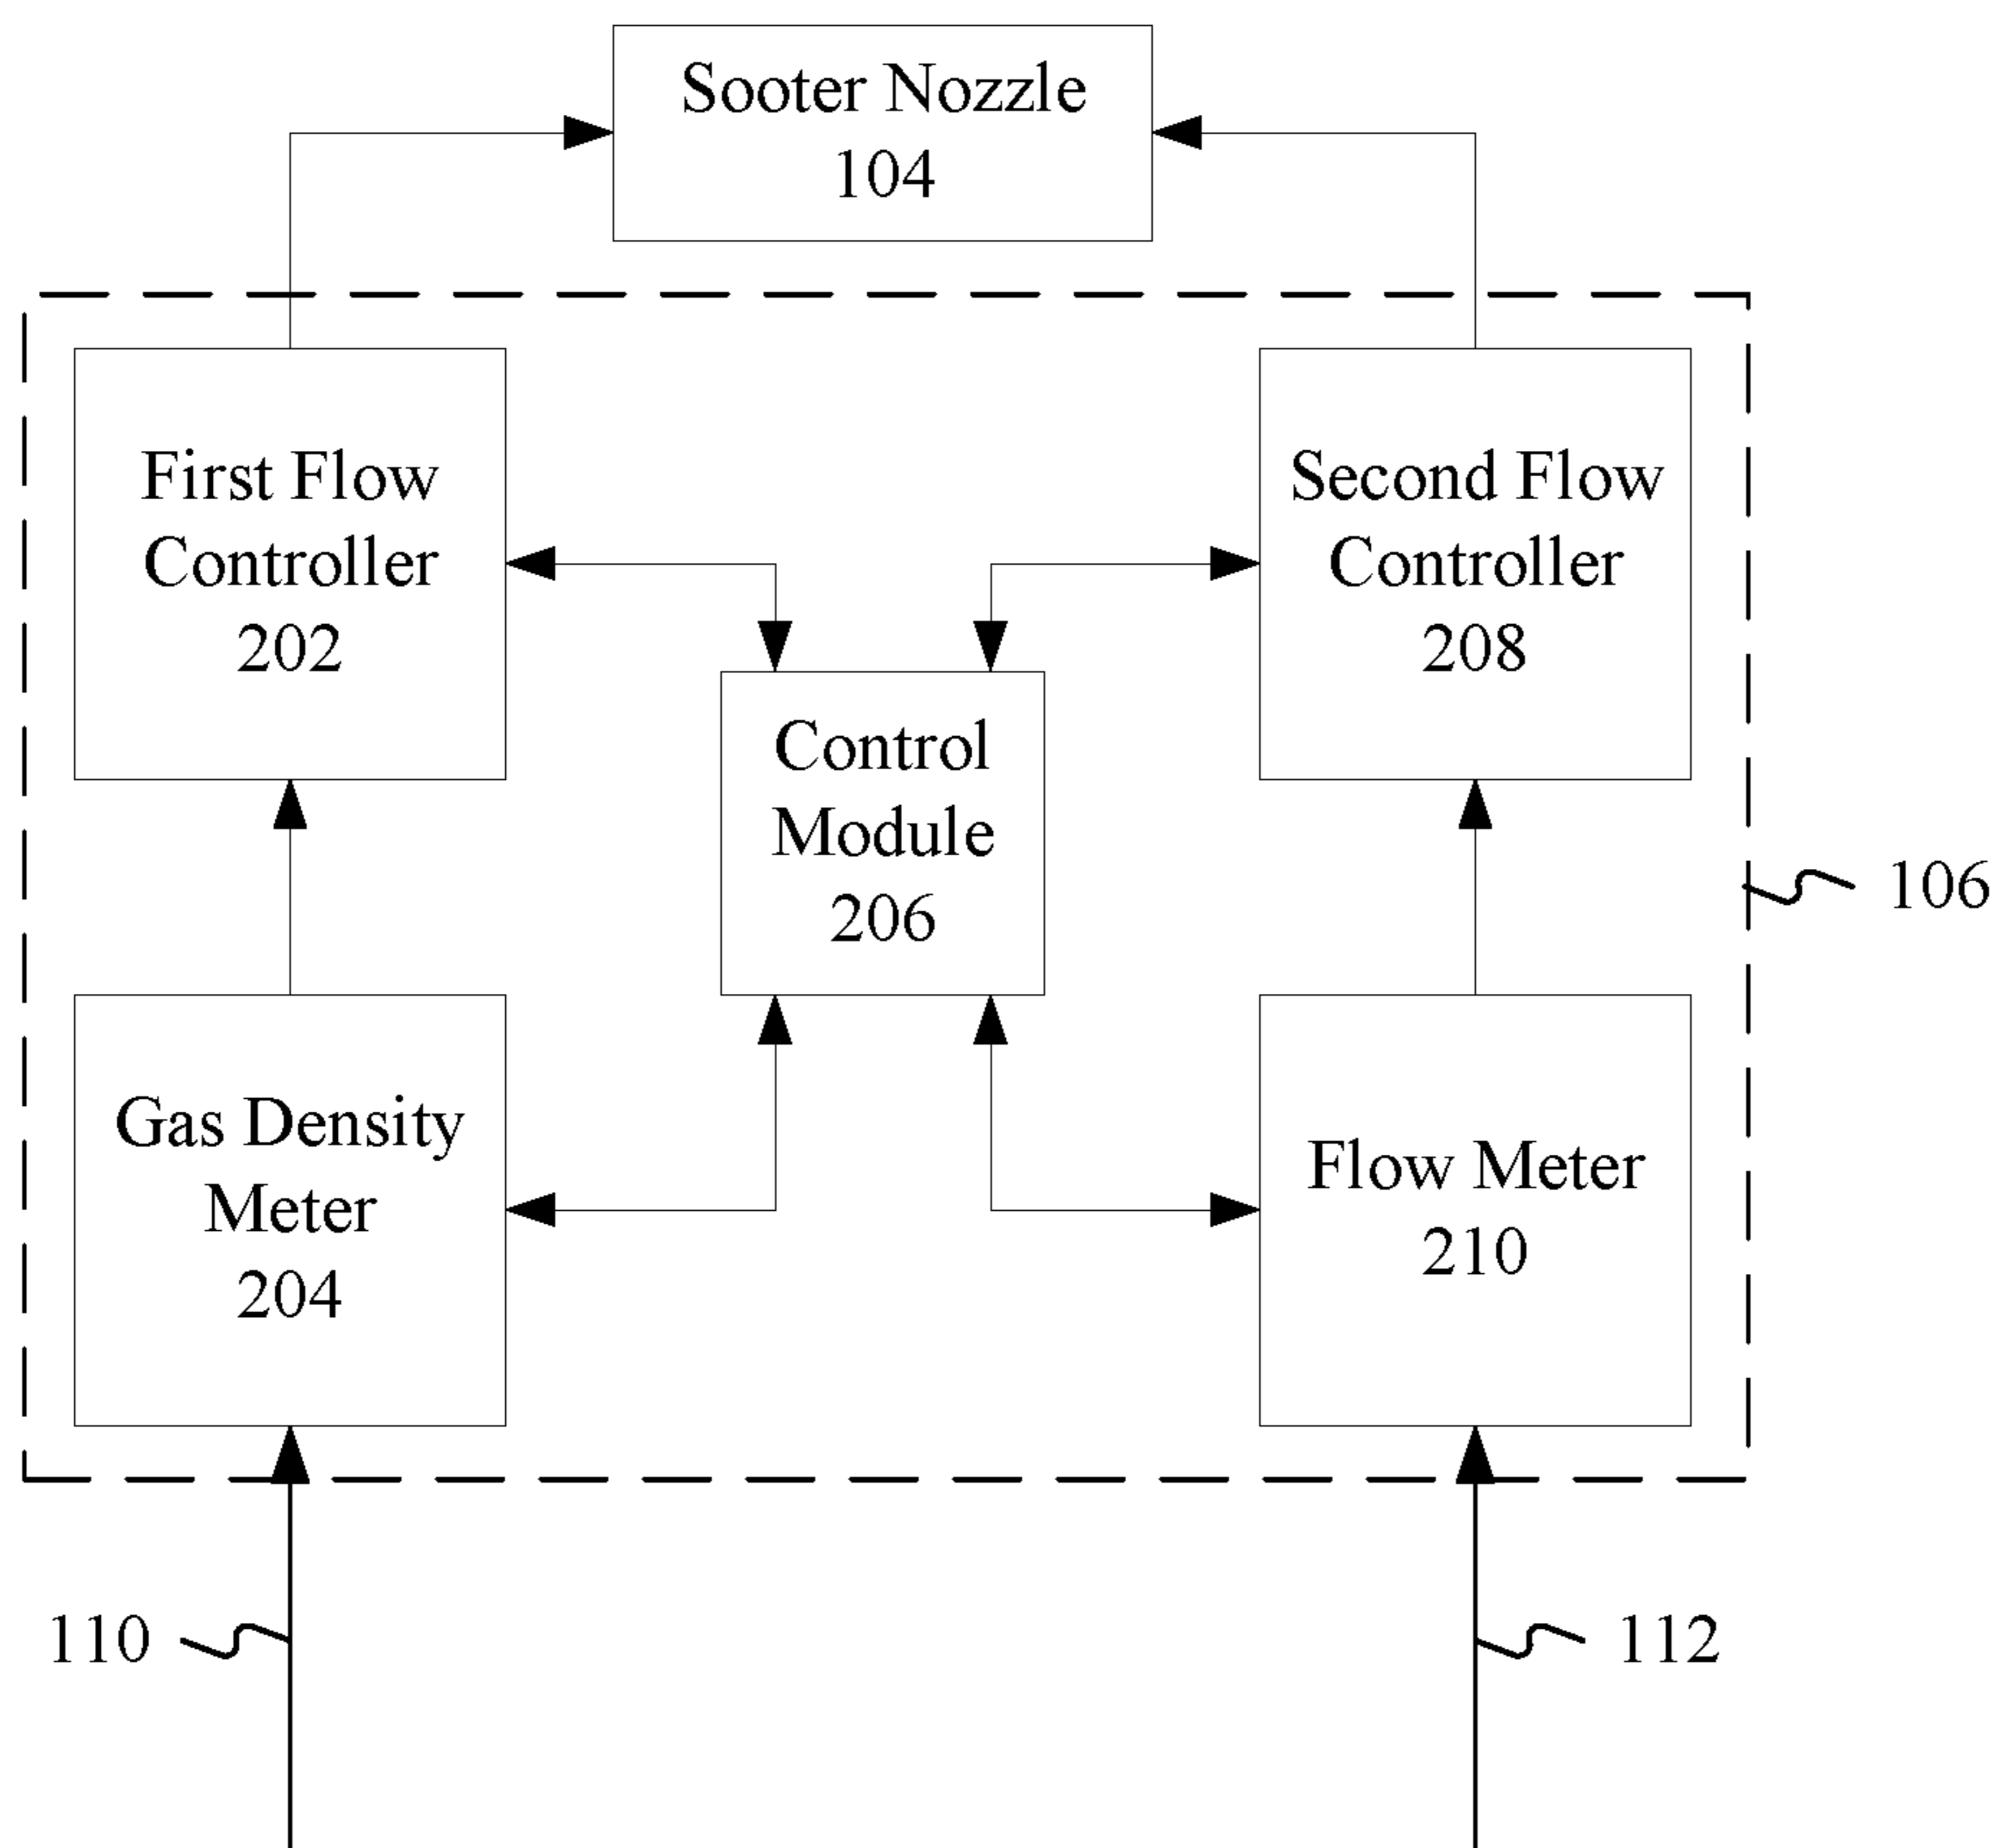 Sooter Nozzle
104
First Flow
Controller
202
Second Flow
Controller
208
Control
Module
206
106
Gas Density
Meter
204
Flow Meter
210
110
112